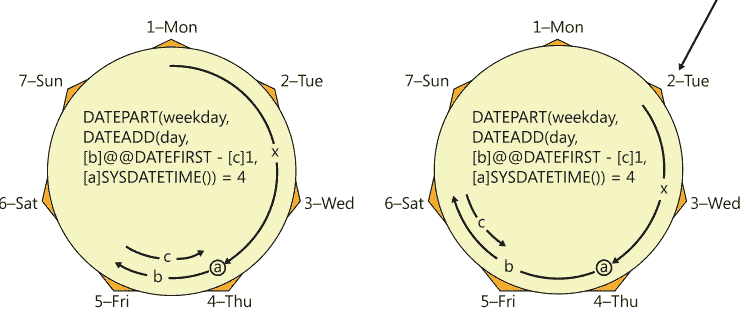 1–Mon
7–Sun
2–Tue
DATEPART(weekday,
DATEADD(day,
[b]@@DATEFIRST - [c]1,
[a]SYSDATETIME()) = 4
x
6–Sat
3–Wed
c
b
a
5–Fri
4–Thu
1–Mon
7–Sun
2–Tue
DATEPART(weekday,
DATEADD(day,
[b]@@DATEFIRST - [c]1,
[a]SYSDATETIME()) = 4
x
6–Sat
3–Wed
c
b
a
5–Fri
4–Thu